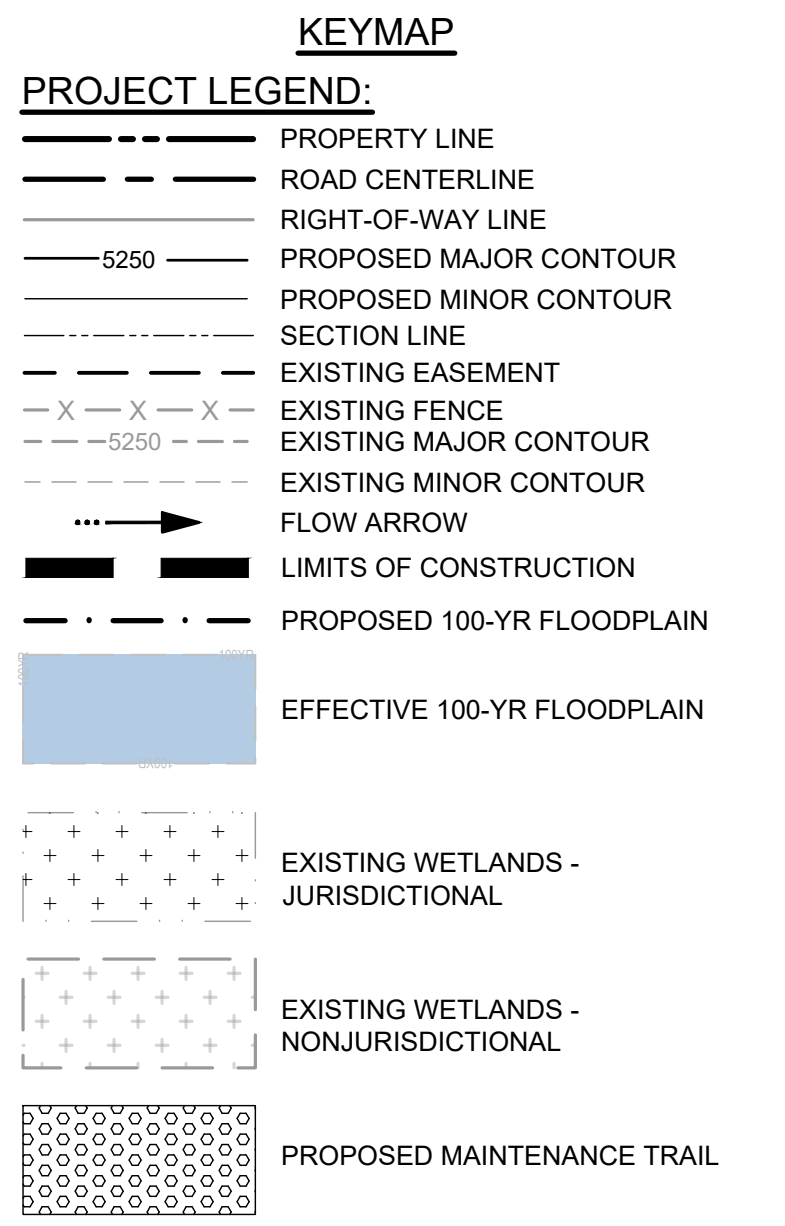 KEYMAP
PROJECT LEGEND:
PROPERTY LINE
ROAD CENTERLINE
RIGHT-OF-WAY LINE
5250 PROPOSED MAJOR CONTOUR
PROPOSED MINOR CONTOUR
SECTION LINE
EXISTING EASEMENT
X X X EXISTING FENCE
5250 EXISTING MAJOR CONTOUR
EXISTING MINOR CONTOUR
FLOW ARROW
LIMITS OF CONSTRUCTION
PROPOSED 100-YR FLOODPLAIN
100YR
100YR
EFFECTIVE 100-YR FLOODPLAIN
100YR
EXISTING WETLANDS -
JURISDICTIONAL
EXISTING WETLANDS -
NONJURISDICTIONAL
PROPOSED MAINTENANCE TRAIL